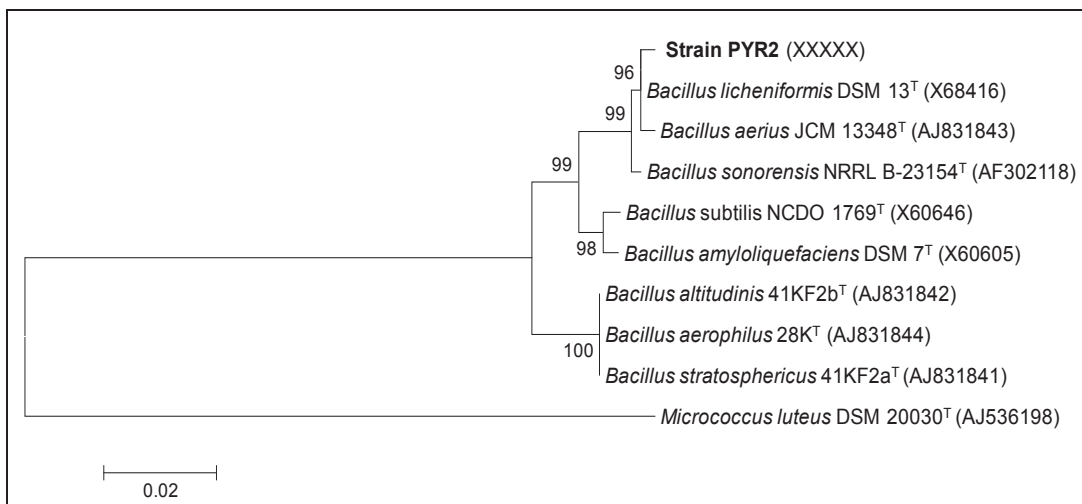 Strain PYR2 (XXXXX)
96
Bacillus licheniformis DSM 13ᵀ (X68416)
99
Bacillus aerius JCM 13348ᵀ (AJ831843)
99
Bacillus sonorensis NRRL B-23154ᵀ (AF302118)
Bacillus subtilis NCDO 1769ᵀ (X60646)
98
Bacillus amyloliquefaciens DSM 7ᵀ (X60605)
Bacillus altitudinis 41KF2bᵀ (AJ831842)
Bacillus aerophilus 28Kᵀ (AJ831844)
100
Bacillus stratosphericus 41KF2aᵀ (AJ831841)
Micrococcus luteus DSM 20030ᵀ (AJ536198)
0.02